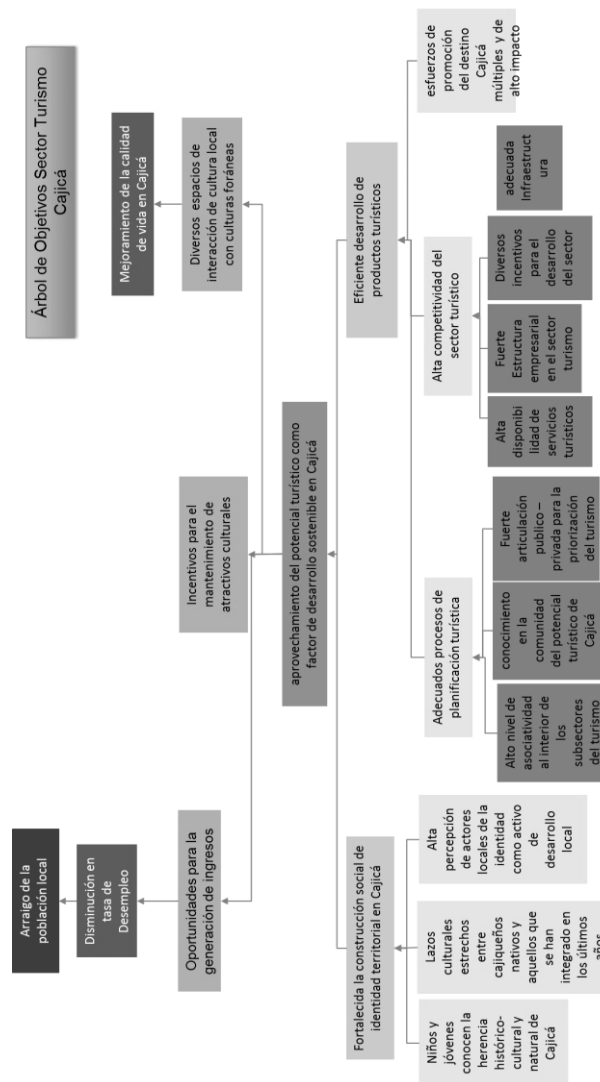 Árbol de Objetivos Sector Turismo
Cajicá
Arraigo de la
población local
Mejoramiento de la calidad
de vida en Cajicá
Disminución en
tasa de
Desempleo
Oportunidades para la
generación de ingresos
Incentivos para el
mantenimiento de
atractivos culturales
Diversos espacios de
interacción de cultura local
con culturas foráneas
aprovechamiento del potencial turístico como
factor de desarrollo sostenible en Cajicá
Fortalecida la construcción social de
identidad territorial en Cajicá
Eficiente desarrollo de
productos turísticos
Niños y
jóvenes conocen la
herencia
histórico-
cultural y
natural de
Cajicá
Lazos
culturales
estrechos
entre
cajiqueños
nativos y
aquellos que
se han
integrado en
los últimos
años
Alta
percepción de
actores
locales de la
identidad
como activo
de
desarrollo
local
Adecuados procesos de
planificación turística
Alta competitividad del
sector turístico
esfuerzos de
promoción
del destino
Cajicá
múltiples y de
alto impacto
Alto nivel de
asociatividad
al interior de
los
subsectores
del turismo
conocimiento
en la
comunidad
del potencial
turístico de
Cajicá
Fuerte
articulación
publico –
privada para la
priorización
del turismo
Alta
disponibi
lidad de
servicios
turísticos
Fuerte
Estructura
empresarial
en el sector
turismo
Diversos
incentivos
para el
desarrollo
del sector
adecuada
Infraestruct
ura